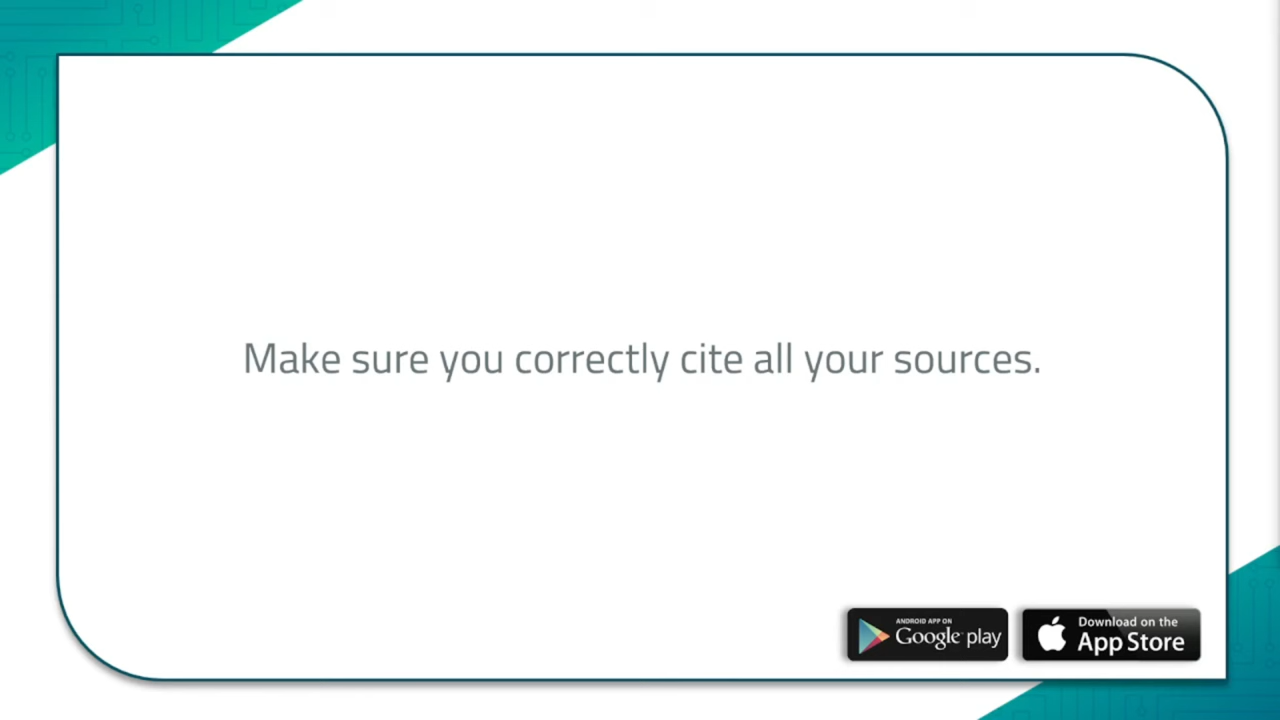 Make sure you correctly cite all your sources.
ANDROID APP ON
Google play
Download on the
App Store